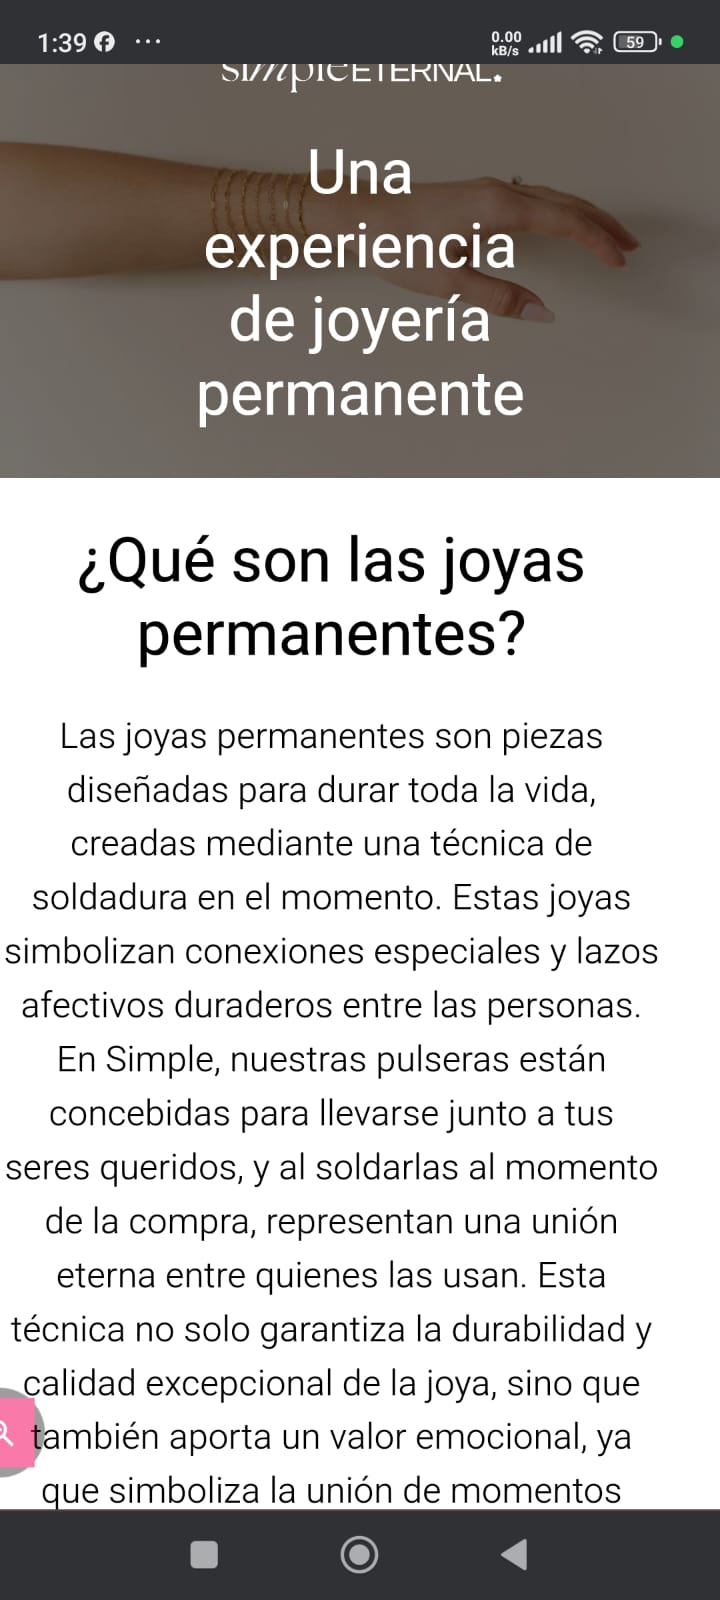 1:39
0.00
kB/s
59
simpleETERNAL.
Una
experiencia
de joyería
permanente
¿Qué son las joyas
permanentes?
Las joyas permanentes son piezas
diseñadas para durar toda la vida,
creadas mediante una técnica de
soldadura en el momento. Estas joyas
simbolizan conexiones especiales y lazos
afectivos duraderos entre las personas.
En Simple, nuestras pulseras están
concebidas para llevarse junto a tus
seres queridos, y al soldarlas al momento
de la compra, representan una unión
eterna entre quienes las usan. Esta
técnica no solo garantiza la durabilidad y
calidad excepcional de la joya, sino que
también aporta un valor emocional, ya
que simboliza la unión de momentos